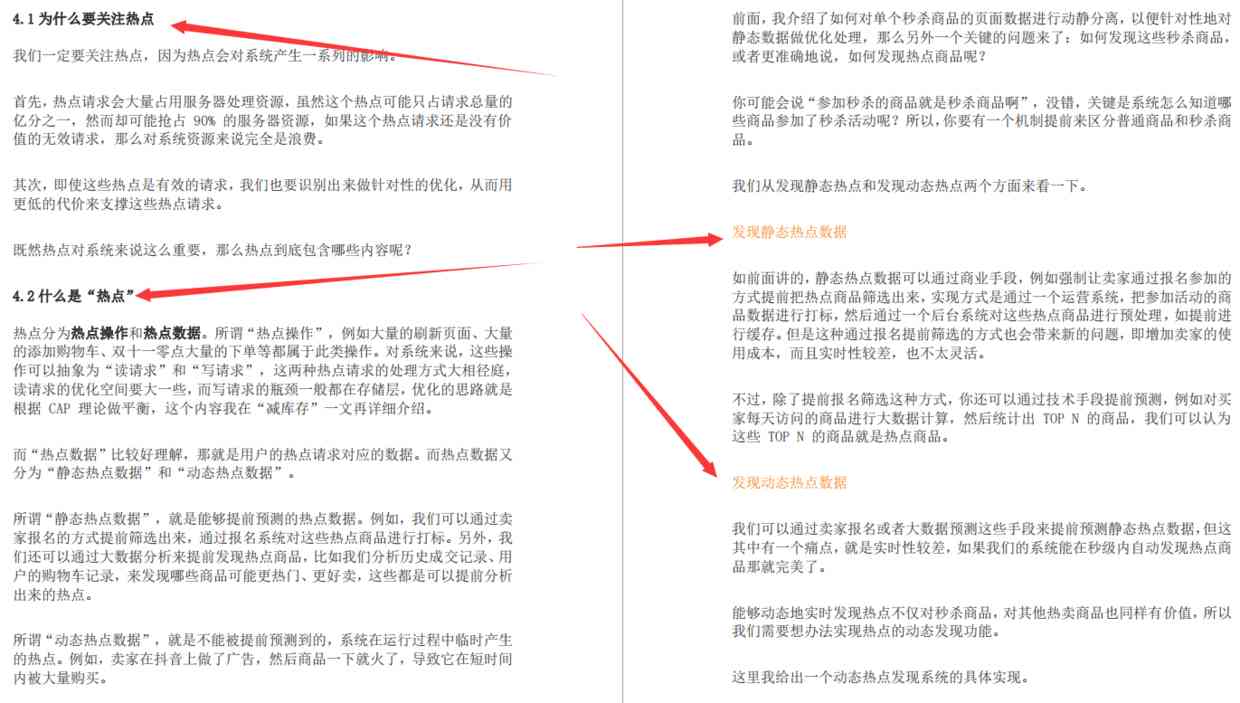 4.1为什么要关注热点
我们一定要关注热点，因为热点会对系统产生一系列的影响。
首先，热点请求会大量占用服务器处理资源，虽然这个热点可能只占请求总量的
亿分之一，然而却可能抢占 90% 的服务器资源，如果这个热点请求还是没有价
值的无效请求，那么对系统资源来说完全是浪费。
其次，即使这些热点是有效的请求，我们也要识别出来做针对性的优化，从而用
更低的代价来支撑这些热点请求。
既然热点对系统来说这么重要，那么热点到底包含哪些内容呢？
4.2什么是“热点”
热点分为热点操作和热点数据。所谓“热点操作”，例如大量的刷新页面、大量
的添加购物车、双十一零点大量的下单等都属于此类操作。对系统来说，这些操
作可以抽象为“读请求”和“写请求”，这两种热点请求的处理方式大相径庭，
读请求的优化空间要大一些，而写请求的瓶颈一般都在存储层，优化的思路就是
根据 CAP 理论做平衡，这个内容我在“减库存”一文再详细介绍。
而“热点数据”比较好理解，那就是用户的热点请求对应的数据。而热点数据又
分为“静态热点数据”和“动态热点数据”。
所谓“静态热点数据”，就是能够提前预测的热点数据。例如，我们可以通过卖
家报名的方式提前筛选出来，通过报名系统对这些热点商品进行打标。另外，我
们还可以通过大数据分析来提前发现热点商品，比如我们分析历史成交记录、用
户的购物车记录，来发现哪些商品可能更热门、更好卖，这些都是可以提前分析
出来的热点。
所谓“动态热点数据”，就是不能被提前预测到的，系统在运行过程中临时产生
的热点。例如，卖家在抖音上做了广告，然后商品一下就火了，导致它在短时间
内被大量购买。
前面，我介绍了如何对单个秒杀商品的页面数据进行动静分离，以便针对性地对
静态数据做优化处理，那么另外一个关键的问题来了：如何发现这些秒杀商品，
或者更准确地说，如何发现热点商品呢？
你可能会说“参加秒杀的商品就是秒杀商品啊”，没错，关键是系统怎么知道哪
些商品参加了秒杀活动呢？所以，你要有一个机制提前来区分普通商品和秒杀商
品。
我们从发现静态热点和发现动态热点两个方面来看一下。
发现静态热点数据
如前面讲的，静态热点数据可以通过商业手段，例如强制让卖家通过报名参加的
方式提前把热点商品筛选出来，实现方式是通过一个运营系统，把参加活动的商
品数据进行打标，然后通过一个后台系统对这些热点商品进行预处理，如提前进
行缓存。但是这种通过报名提前筛选的方式也会带来新的问题，即增加卖家的使
用成本，而且实时性较差，也不太灵活。
不过，除了提前报名筛选这种方式，你还可以通过技术手段提前预测，例如对买
家每天访问的商品进行大数据计算，然后统计出 TOP N 的商品，我们可以认为
这些 TOP N 的商品就是热点商品。
发现动态热点数据
我们可以通过卖家报名或者大数据预测这些手段来提前预测静态热点数据，但这
其中有一个痛点，就是实时性较差，如果我们的系统能在秒级内自动发现热点商
品那就完美了。
能够动态地实时发现热点不仅对秒杀商品，对其他热卖商品也同样有价值，所以
我们需要想办法实现热点的动态发现功能。
这里我给出一个动态热点发现系统的具体实现。